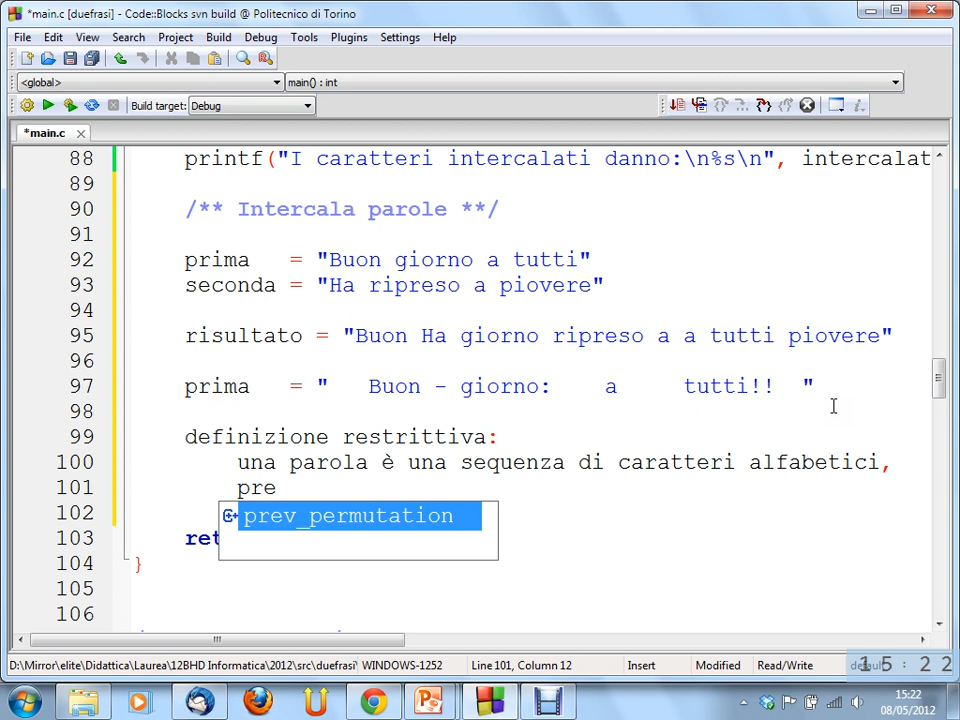 *main.c [duefrasi] - Code::Blocks svn build @ Politecnico di Torino
File Edit View Search Project Build Debug Tools Plugins Settings Help
<global> main() : int
Build target: Debug
*main.c
88 printf("I caratteri intercalati danno:\n%s\n", intercalat
89
90 /** Intercala parole **/
91
92 prima = "Buon giorno a tutti"
93 seconda = "Ha ripreso a piovere"
94
95 risultato = "Buon Ha giorno ripreso a a tutti piovere"
96
97 prima = "   Buon - giorno:    a     tutti!!  "
98
99 definizione restrittiva:
100 una parola è una sequenza di caratteri alfabetici,
101 pre
102 prev_permutation
103 ret
104 }
105
106
D:\Mirror\elite\Didattica\Laurea\12BHD Informatica\2012\src\duefrasi\ WINDOWS-1252 Line 101, Column 12 Insert Modified Read/Write
15:22
15:22
08/05/2012